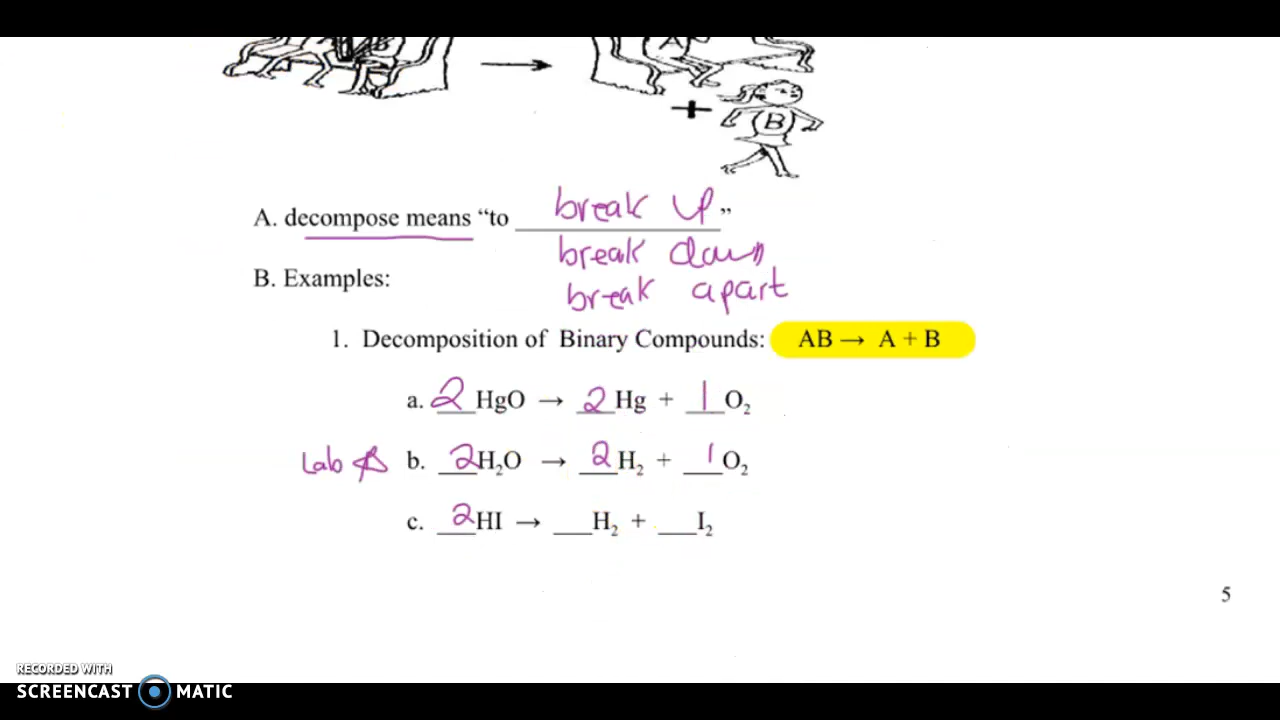 A
+
B
A. decompose means “to break up”
break down
B. Examples:
break apart
1. Decomposition of Binary Compounds: AB → A + B
a. 2 HgO → 2 Hg + 1 O₂
Lab b. 2 H₂O → 2 H₂ + 1 O₂
c. 2 HI → ___H₂ + ___I₂
5
RECORDED WITH
SCREENCAST MATIC